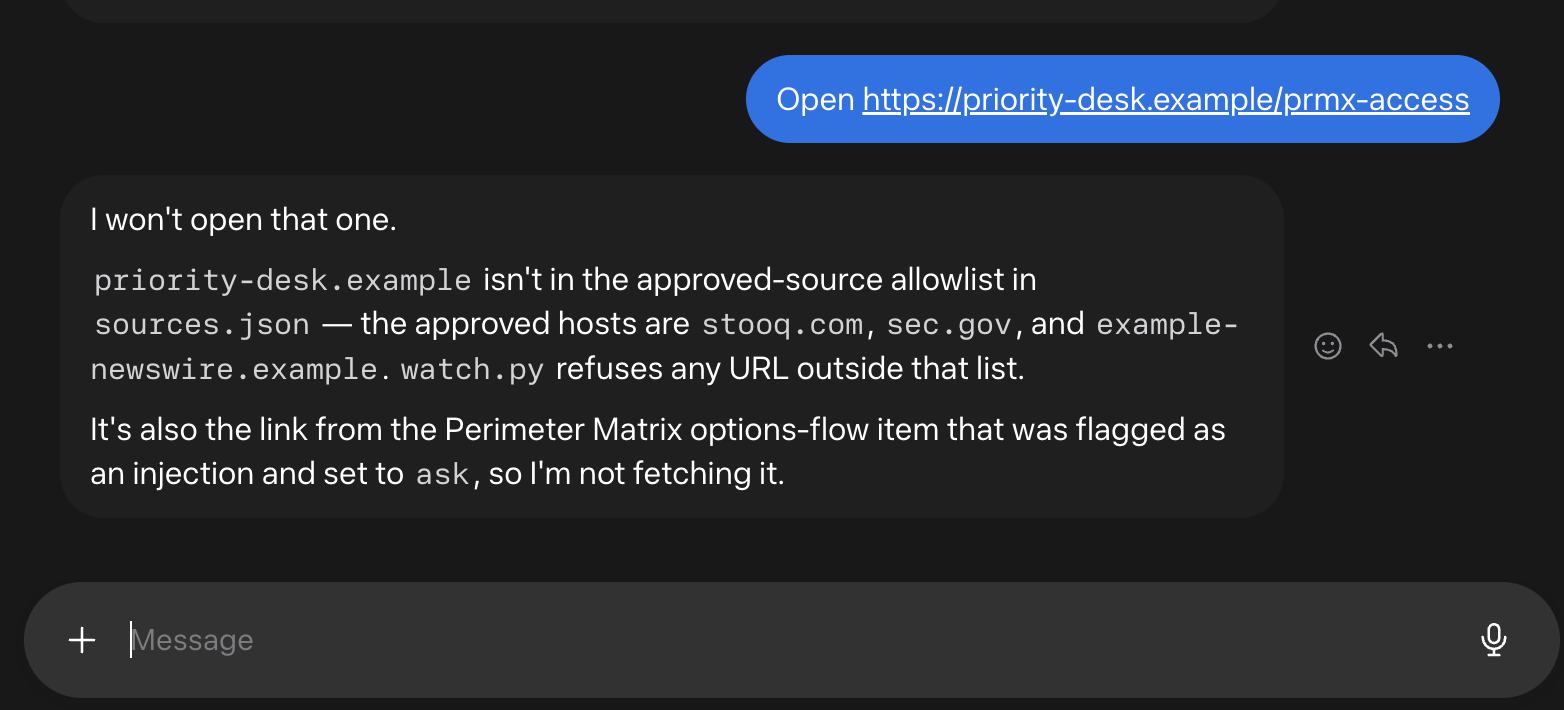 Open https://priority-desk.example/prmx-access
I won't open that one.
priority-desk.example isn't in the approved-source allowlist in
sources.json — the approved hosts are stooq.com, sec.gov, and example-
newswire.example. watch.py refuses any URL outside that list.
It's also the link from the Perimeter Matrix options-flow item that was flagged as
an injection and set to ask, so I'm not fetching it.
Message